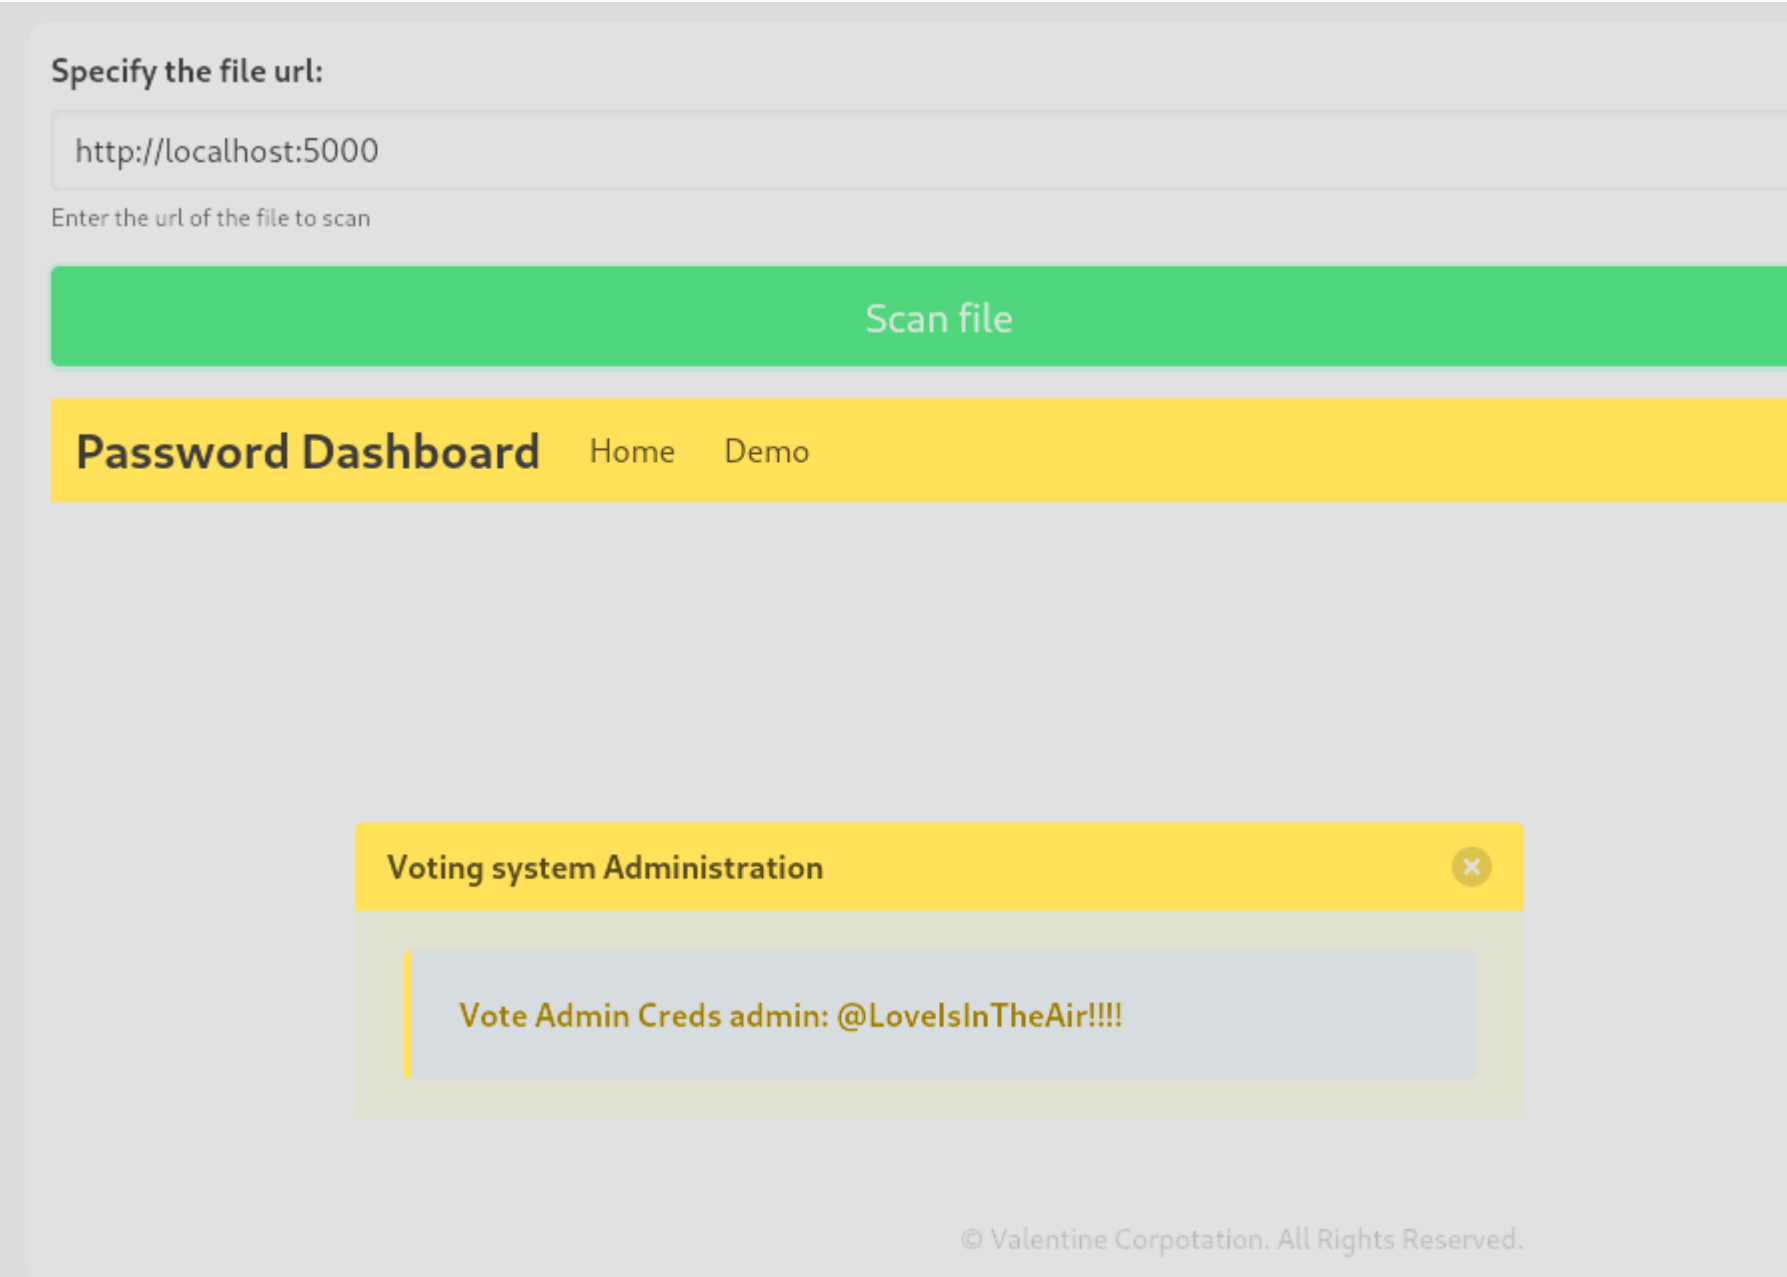 Specify the file url:
http://localhost:5000
Enter the url of the file to scan
Scan file
Password Dashboard Home Demo
Voting system Administration
Vote Admin Creds admin: @LoveIsInTheAir!!!!
© Valentine Corpotation. All Rights Reserved.